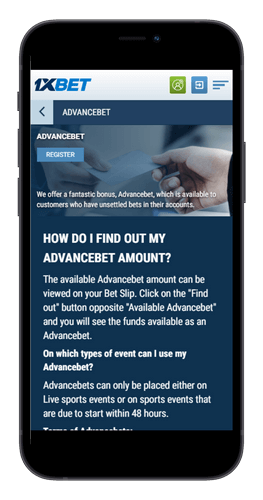 1XBET
ADVANCEBET
ADVANCEBET
REGISTER
We offer a fantastic bonus, Advancebet, which is available to
customers who have unsettled bets in their accounts.
HOW DO I FIND OUT MY
ADVANCEBET AMOUNT?
The available Advancebet amount can be
viewed on your Bet Slip. Click on the "Find
out" button opposite "Available Advancebet"
and you will see the funds available as an
Advancebet.
On which types of event can I use my
Advancebet?
Advancebets can only be placed either on
Live sports events or on sports events that
are due to start within 48 hours.
Terms of Advancebets: